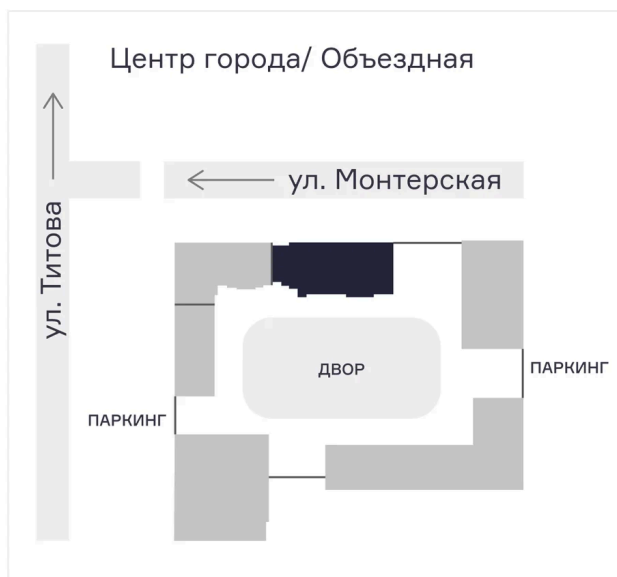 Центр города/ Объездная
ул. Монтерская
ул. Титова
ДВОР
ПАРКИНГ
ПАРКИНГ